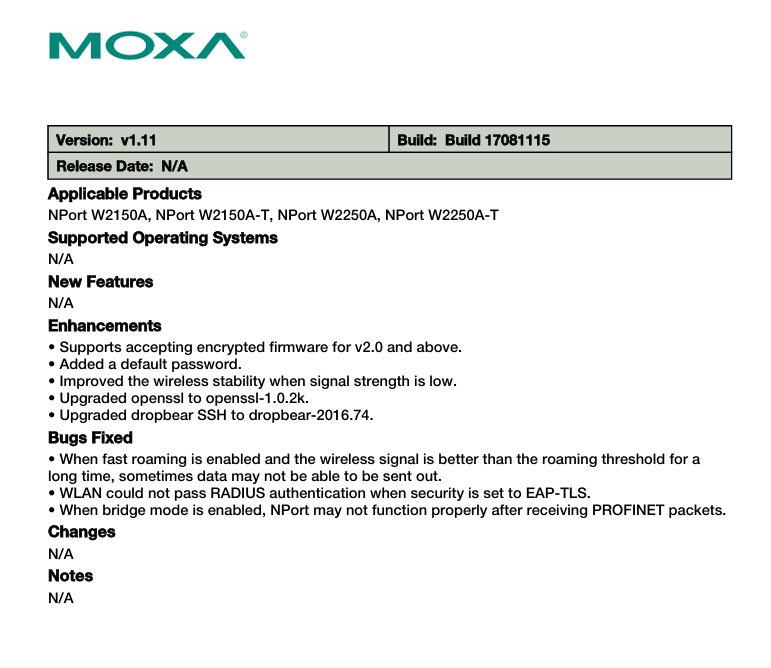 MOXA®
Version: v1.11
Build: Build 17081115
Release Date: N/A
Applicable Products
NPort W2150A, NPort W2150A-T, NPort W2250A, NPort W2250A-T
Supported Operating Systems
N/A
New Features
N/A
Enhancements
• Supports accepting encrypted firmware for v2.0 and above.
• Added a default password.
• Improved the wireless stability when signal strength is low.
• Upgraded openssl to openssl-1.0.2k.
• Upgraded dropbear SSH to dropbear-2016.74.
Bugs Fixed
• When fast roaming is enabled and the wireless signal is better than the roaming threshold for a
long time, sometimes data may not be able to be sent out.
• WLAN could not pass RADIUS authentication when security is set to EAP-TLS.
• When bridge mode is enabled, NPort may not function properly after receiving PROFINET packets.
Changes
N/A
Notes
N/A